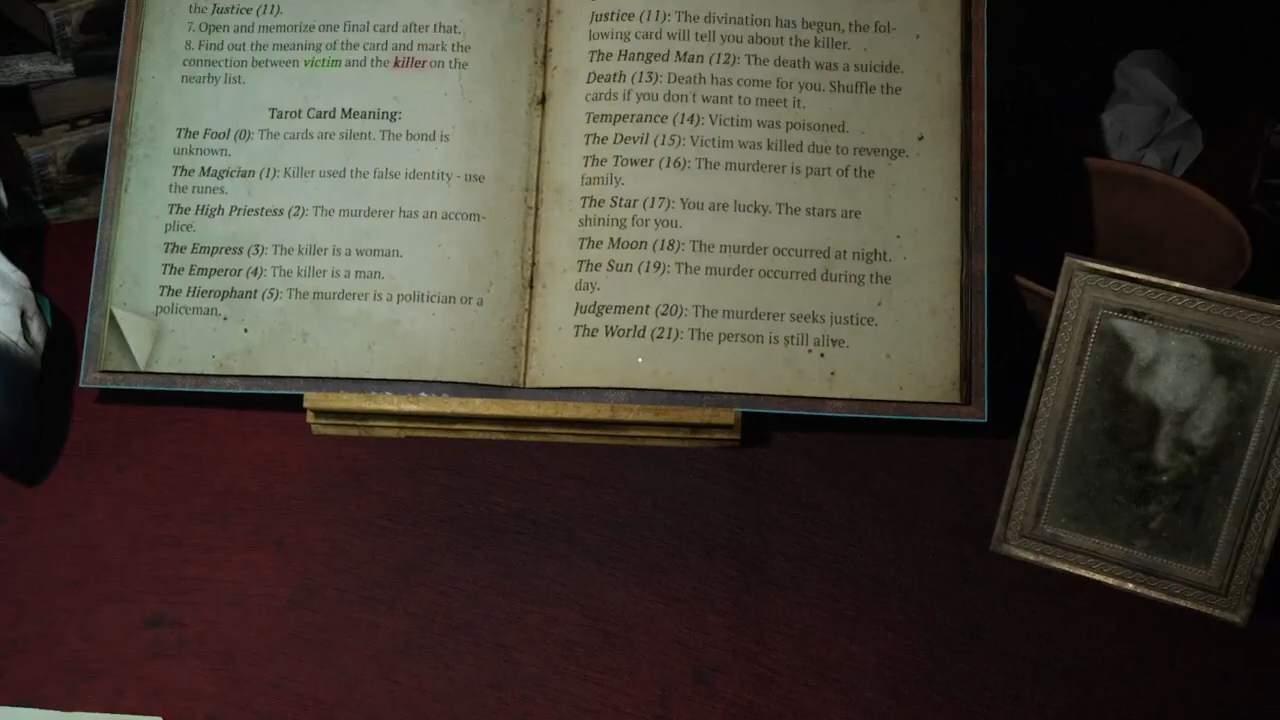 the Justice (11).
7. Open and memorize one final card after that.
8. Find out the meaning of the card and mark the
connection between victim and the killer on the
nearby list.
Tarot Card Meaning:
The Fool (0): The cards are silent. The bond is
unknown.
The Magician (1): Killer used the false identity - use
the runes.
The High Priestess (2): The murderer has an accom-
plice.
The Empress (3): The killer is a woman.
The Emperor (4): The killer is a man.
The Hierophant (5): The murderer is a politician or a
policeman.
Justice (11): The divination has begun, the fol-
lowing card will tell you about the killer.
The Hanged Man (12): The death was a suicide.
Death (13): Death has come for you. Shuffle the
cards if you don't want to meet it.
Temperance (14): Victim was poisoned.
The Devil (15): Victim was killed due to revenge.
The Tower (16): The murderer is part of the
family.
The Star (17): You are lucky. The stars are
shining for you.
The Moon (18): The murder occurred at night.
The Sun (19): The murder occurred during the
day.
Judgement (20): The murderer seeks justice.
The World (21): The person is still alive.